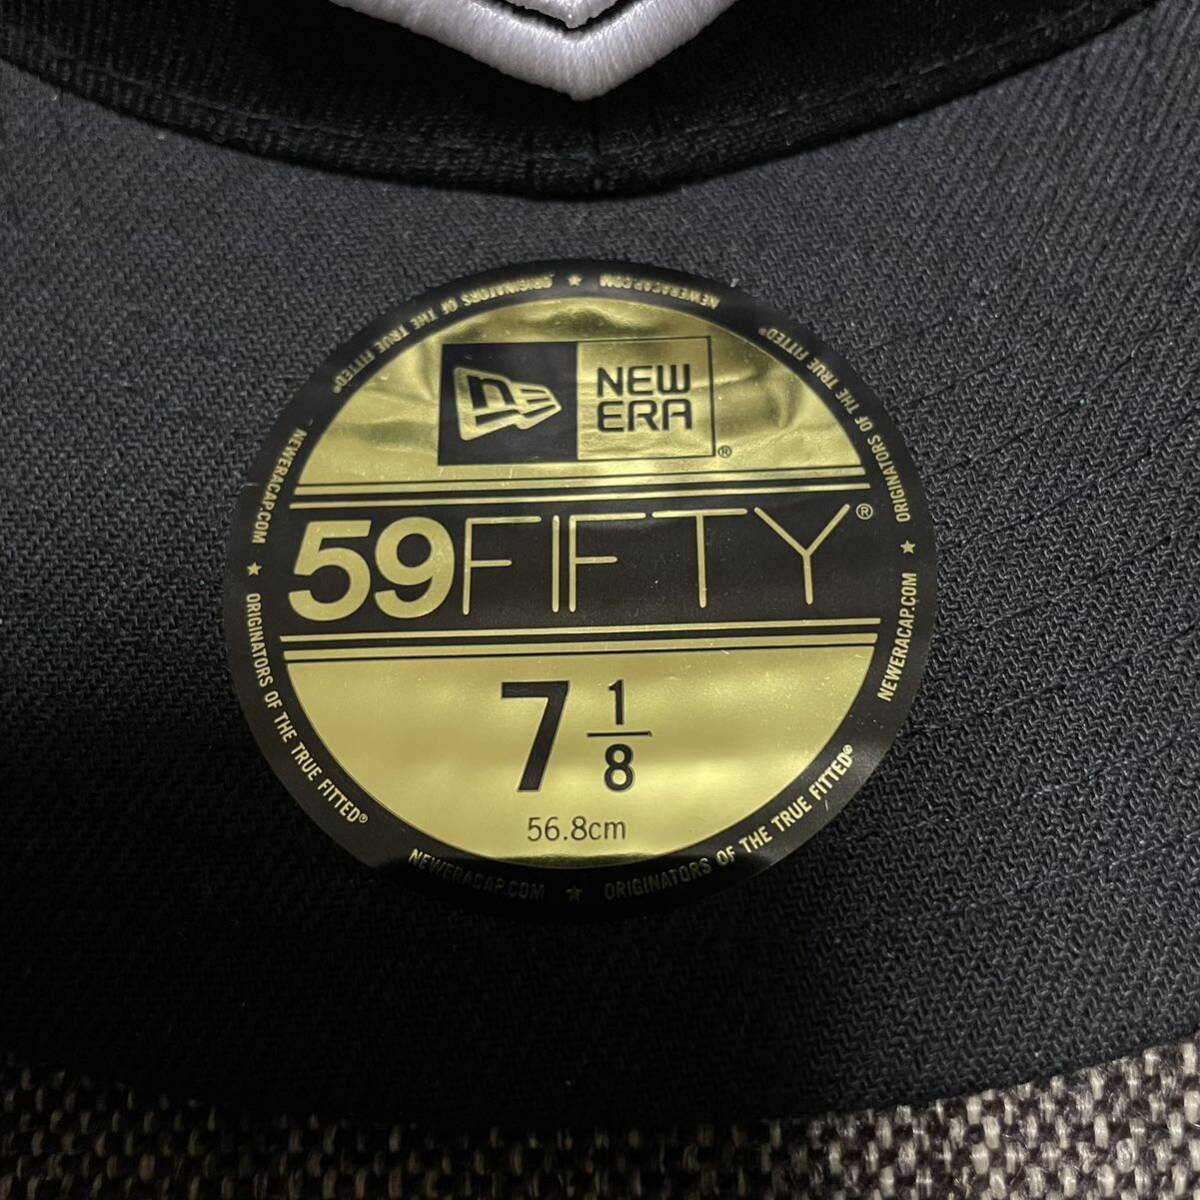 NEW
ERA®
59FIFTY®
7 1/8
56.8cm
NEWERACAP.COM ★ ORIGINATORS OF THE TRUE FITTED®
NEWERACAP.COM ★ ORIGINATORS OF THE TRUE FITTED®
NEWERACAP.COM ★ ORIGINATORS OF THE TRUE FITTED®
NEWERACAP.COM ★ ORIGINATORS OF THE TRUE FITTED®